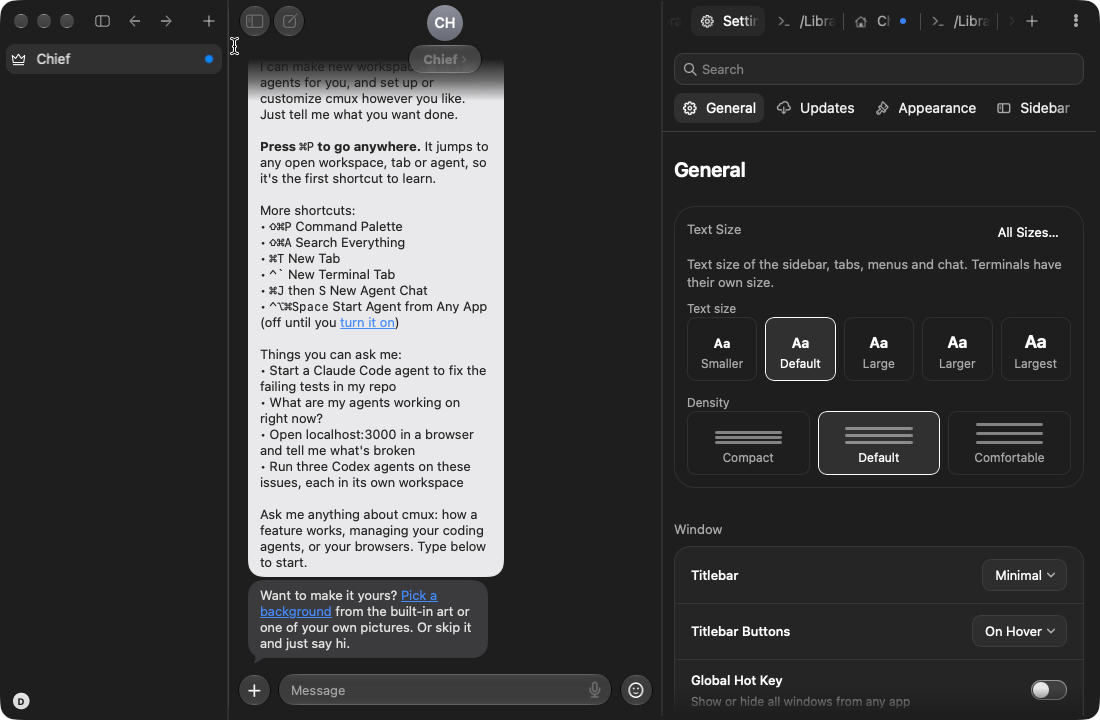 Chief
D
CH
Chief ›
I can make new workspac
agents for you, and set up or
customize cmux however you like.
Just tell me what you want done.
Press ⌘P to go anywhere. It jumps to
any open workspace, tab or agent, so
it's the first shortcut to learn.
More shortcuts:
• ⇧⌘P Command Palette
• ⇧⌘A Search Everything
• ⌘T New Tab
• ^` New Terminal Tab
• ⌘J then S New Agent Chat
• ^⌥⌘Space Start Agent from Any App
(off until you turn it on)
Things you can ask me:
• Start a Claude Code agent to fix the
failing tests in my repo
• What are my agents working on
right now?
• Open localhost:3000 in a browser
and tell me what's broken
• Run three Codex agents on these
issues, each in its own workspace
Ask me anything about cmux: how a
feature works, managing your coding
agents, or your browsers. Type below
to start.
Want to make it yours? Pick a
background from the built-in art or
one of your own pictures. Or skip it
and just say hi.
Message
Settin /Libra Ch /Libra
Search
General Updates Appearance Sidebar
General
Text Size
All Sizes...
Text size of the sidebar, tabs, menus and chat. Terminals have
their own size.
Text size
Aa Aa Aa Aa Aa
Smaller Default Large Larger Largest
Density
Compact Default Comfortable
Window
Titlebar Minimal
Titlebar Buttons On Hover
Global Hot Key
Show or hide all windows from any app